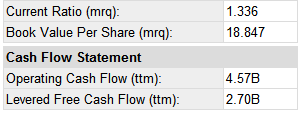 Current Ratio (mrq): 1.336
Book Value Per Share (mrq): 18.847
Cash Flow Statement
Operating Cash Flow (ttm): 4.57B
Levered Free Cash Flow (ttm): 2.70B